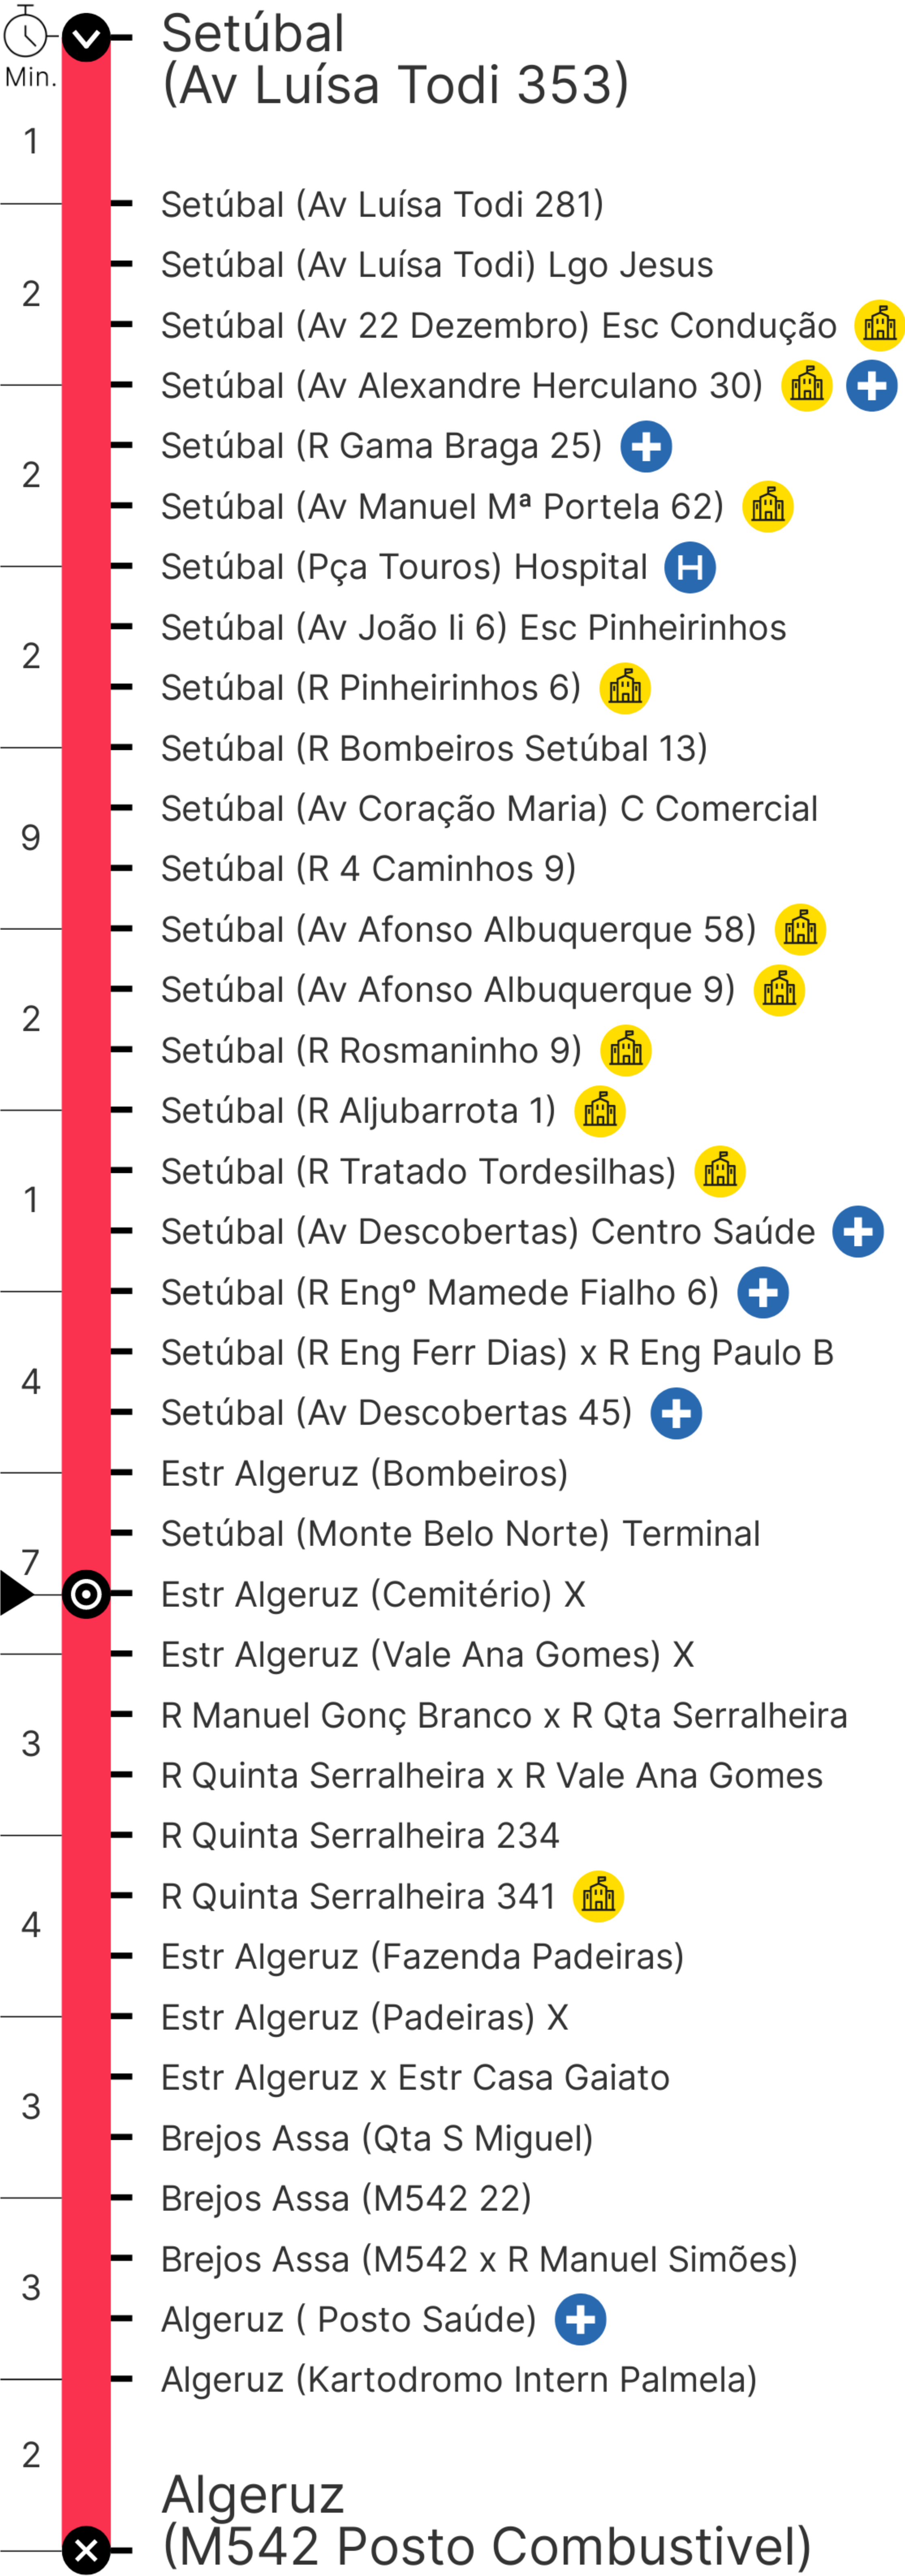 Setúbal
(Av Luísa Todi 353)
Min.
1
Setúbal (Av Luísa Todi 281)
Setúbal (Av Luísa Todi) Lgo Jesus
2
Setúbal (Av 22 Dezembro) Esc Condução
Setúbal (Av Alexandre Herculano 30)
Setúbal (R Gama Braga 25)
2
Setúbal (Av Manuel Mª Portela 62)
Setúbal (Pça Touros) Hospital H
Setúbal (Av João Ii 6) Esc Pinheirinhos
2
Setúbal (R Pinheirinhos 6)
Setúbal (R Bombeiros Setúbal 13)
Setúbal (Av Coração Maria) C Comercial
9
Setúbal (R 4 Caminhos 9)
Setúbal (Av Afonso Albuquerque 58)
Setúbal (Av Afonso Albuquerque 9)
2
Setúbal (R Rosmaninho 9)
Setúbal (R Aljubarrota 1)
Setúbal (R Tratado Tordesilhas)
1
Setúbal (Av Descobertas) Centro Saúde
Setúbal (R Engº Mamede Fialho 6)
Setúbal (R Eng Ferr Dias) x R Eng Paulo B
4
Setúbal (Av Descobertas 45)
Estr Algeruz (Bombeiros)
Setúbal (Monte Belo Norte) Terminal
7
Estr Algeruz (Cemitério) X
Estr Algeruz (Vale Ana Gomes) X
R Manuel Gonç Branco x R Qta Serralheira
3
R Quinta Serralheira x R Vale Ana Gomes
R Quinta Serralheira 234
R Quinta Serralheira 341
4
Estr Algeruz (Fazenda Padeiras)
Estr Algeruz (Padeiras) X
Estr Algeruz x Estr Casa Gaiato
3
Brejos Assa (Qta S Miguel)
Brejos Assa (M542 22)
Brejos Assa (M542 x R Manuel Simões)
3
Algeruz ( Posto Saúde)
Algeruz (Kartodromo Intern Palmela)
2
Algeruz
(M542 Posto Combustivel)